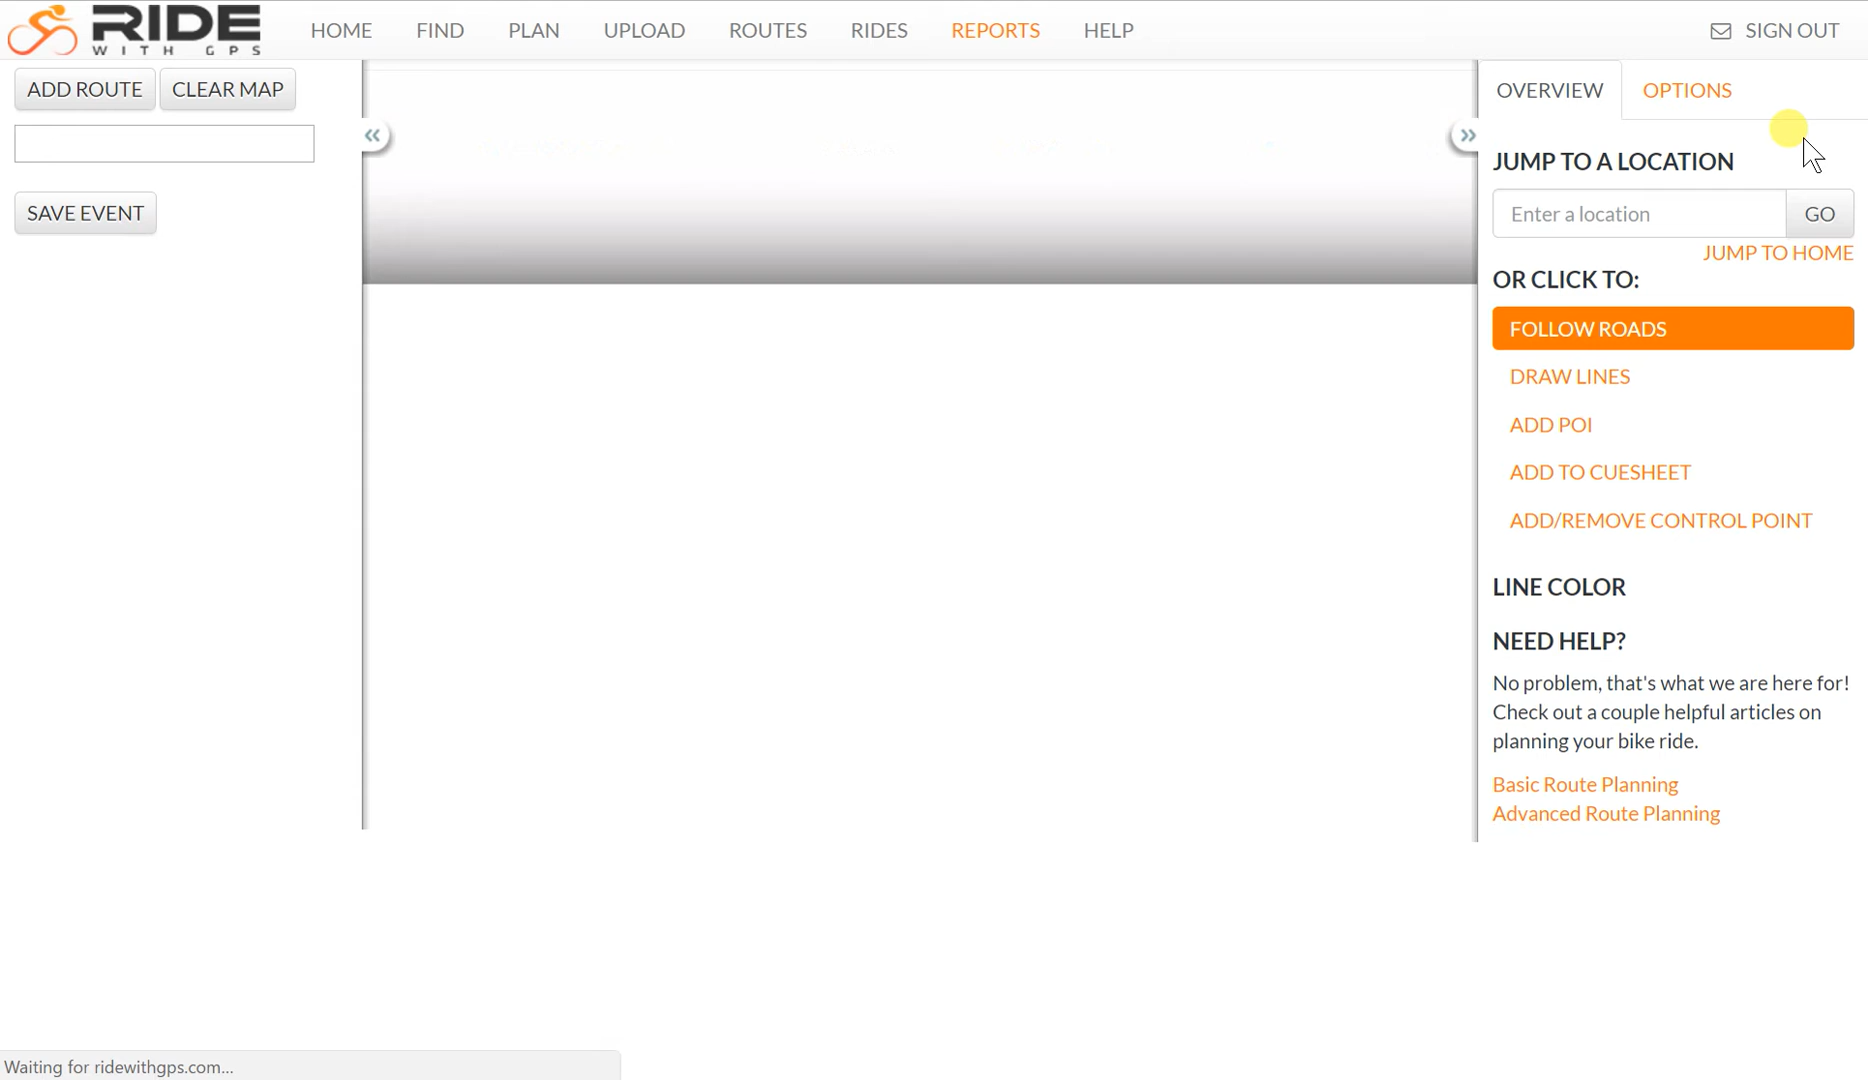 RIDE
WITH GPS
HOME FIND PLAN UPLOAD ROUTES RIDES REPORTS HELP SIGN OUT
ADD ROUTE CLEAR MAP
SAVE EVENT
« »
OVERVIEW OPTIONS
JUMP TO A LOCATION
Enter a location GO
JUMP TO HOME
OR CLICK TO:
FOLLOW ROADS
DRAW LINES
ADD POI
ADD TO CUESHEET
ADD/REMOVE CONTROL POINT
LINE COLOR
NEED HELP?
No problem, that's what we are here for!
Check out a couple helpful articles on
planning your bike ride.
Basic Route Planning
Advanced Route Planning
Waiting for ridewithgps.com...